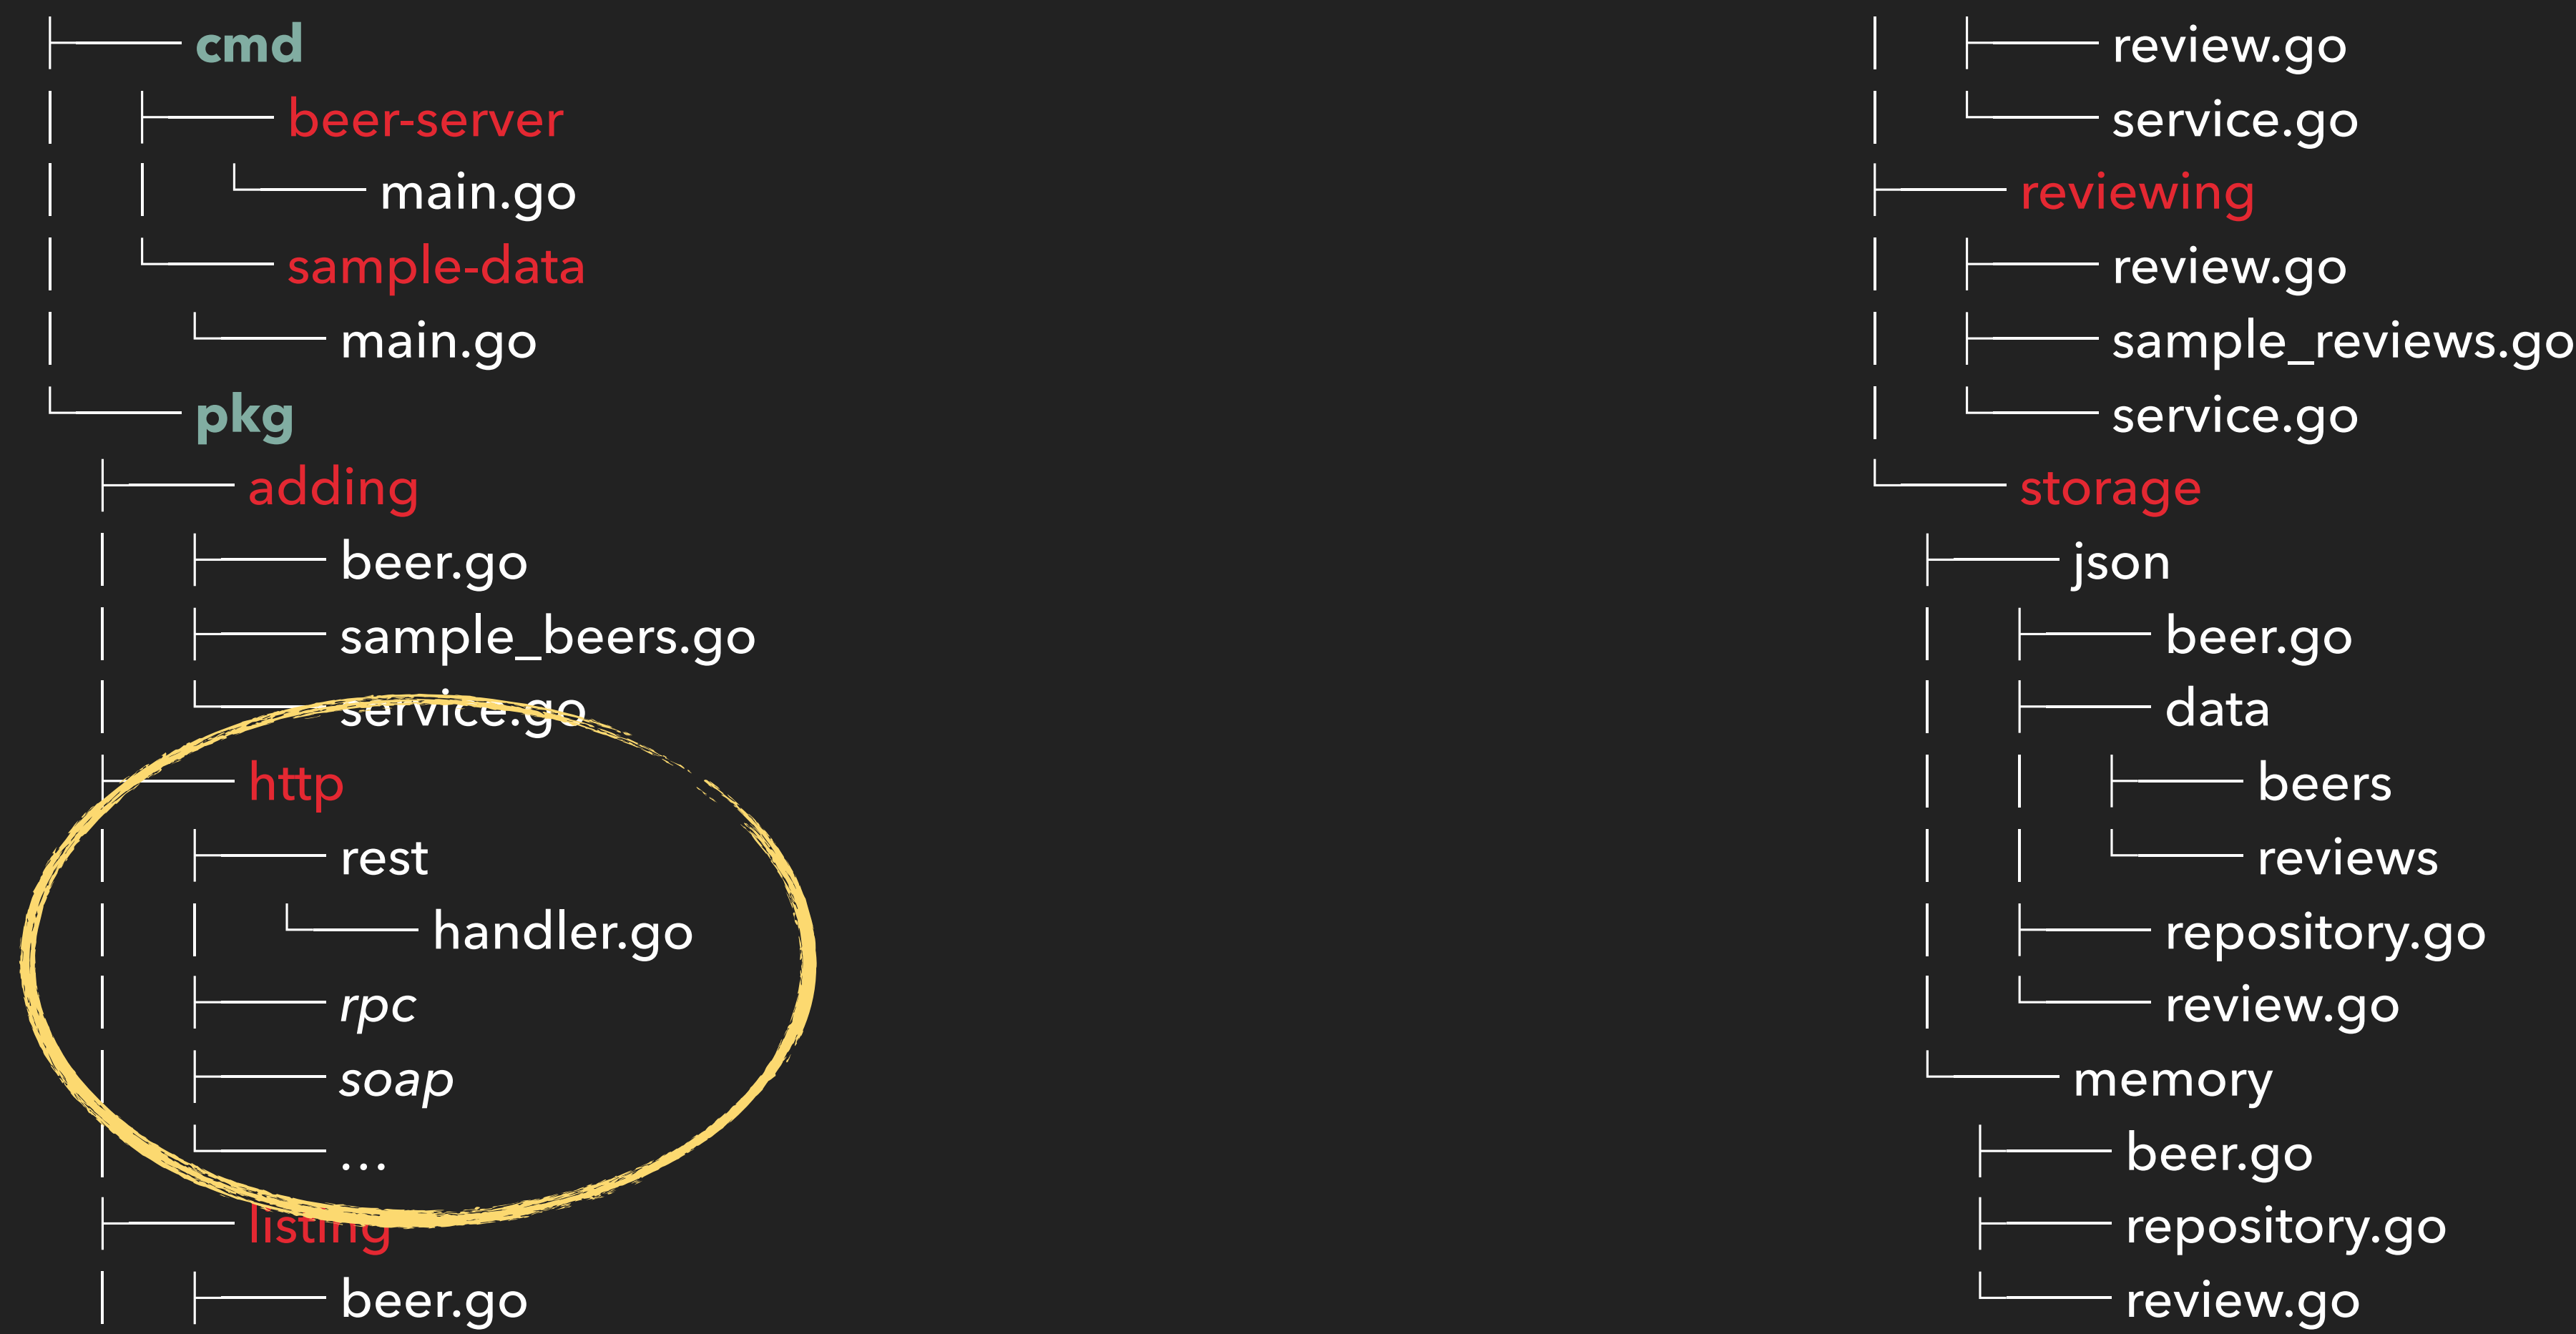 cmd
beer-server
main.go
sample-data
main.go
pkg
adding
beer.go
sample_beers.go
service.go
http
rest
handler.go
rpc
soap
...
listing
beer.go
review.go
service.go
reviewing
review.go
sample_reviews.go
service.go
storage
json
beer.go
data
beers
reviews
repository.go
review.go
memory
beer.go
repository.go
review.go